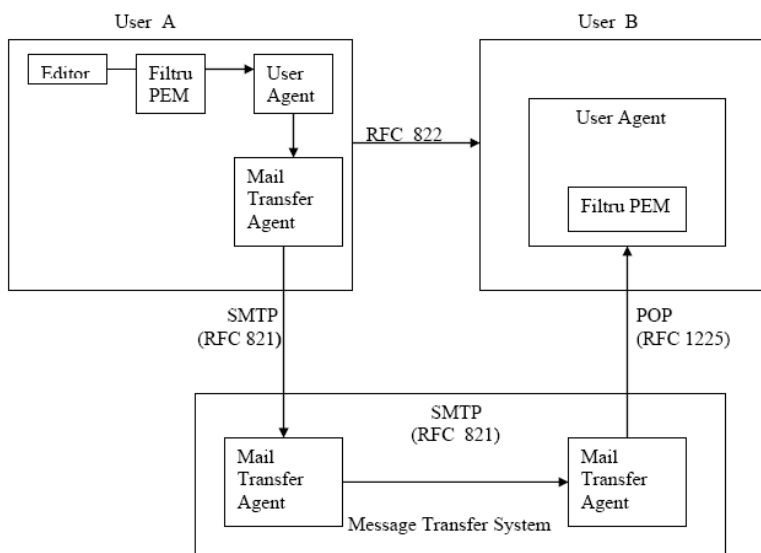 User A
User B
Editor
Filtru
PEM
User
Agent
Mail
Transfer
Agent
RFC 822
User Agent
Filtru PEM
SMTP
(RFC 821)
POP
(RFC 1225)
SMTP
(RFC 821)
Mail
Transfer
Agent
Mail
Transfer
Agent
Message Transfer System